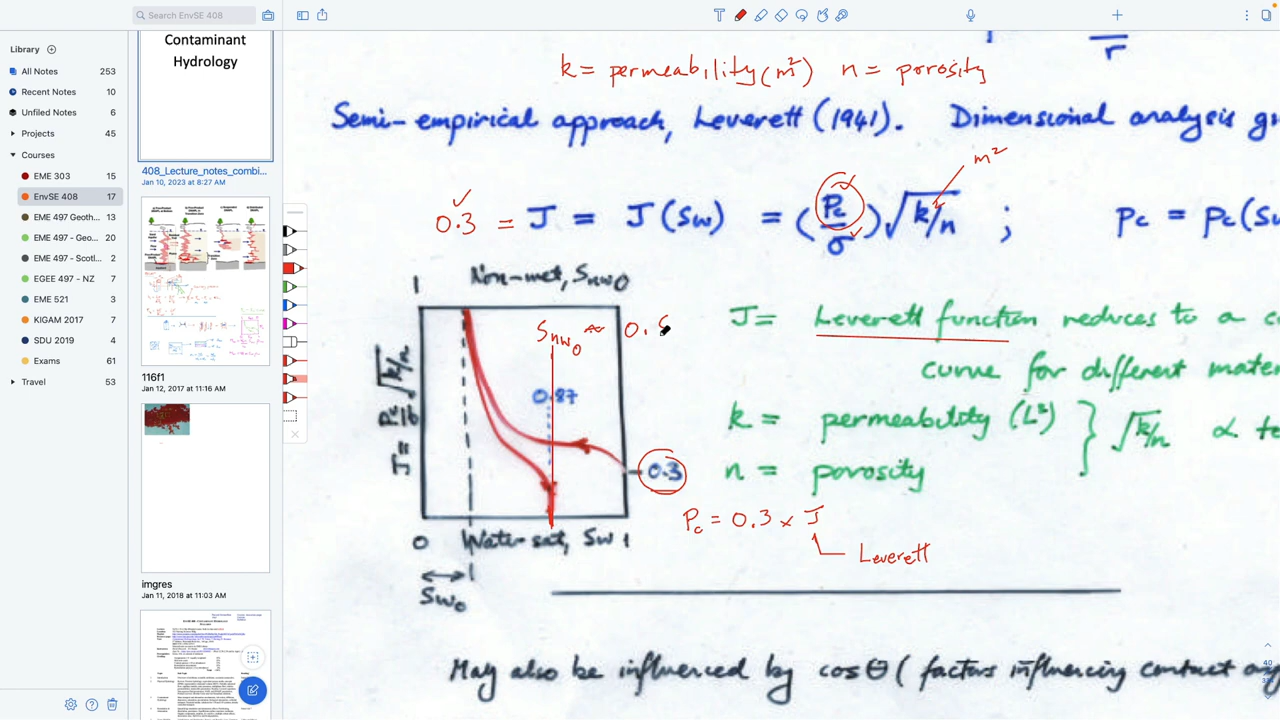 Search EnvSE 408
Library
All Notes 253
Recent Notes 10
Unfiled Notes 6
Projects 45
Courses
EME 303 15
EnvSE 408 17
EME 497 Geoth... 13
EME 497 - Geo... 20
EME 497 - Scotl... 2
EGEE 497 - NZ 7
EME 521 3
KIGAM 2017 7
SDU 2019 4
Exams 61
Travel 53
Contaminant
Hydrology
408_Lecture_notes_combi...
Jan 10, 2023 at 8:27 AM
116f1
Jan 12, 2017 at 11:16 AM
imgres
Jan 11, 2018 at 11:03 AM
r
k = permeability (m²) n = porosity
Semi-empirical approach, Leverett (1941). Dimensional analysis gi
m²
0.3 = J = J(Sw) = (Pc/σ)√k/n ; Pc = Pc(Sw
1 Non-wet, Snw 0
Snw0
J = Pc/σ √k/n
0.87
0.3
0 Water sat, Sw 1
Sw0
J = Leverett function reduces to a c
curve for different mater
k = permeability (L²) } √k/n ∝ to
n = porosity
Pc = 0.3 × J
Leverett
May also be influenced by cos θ ( factors influencing contact ang